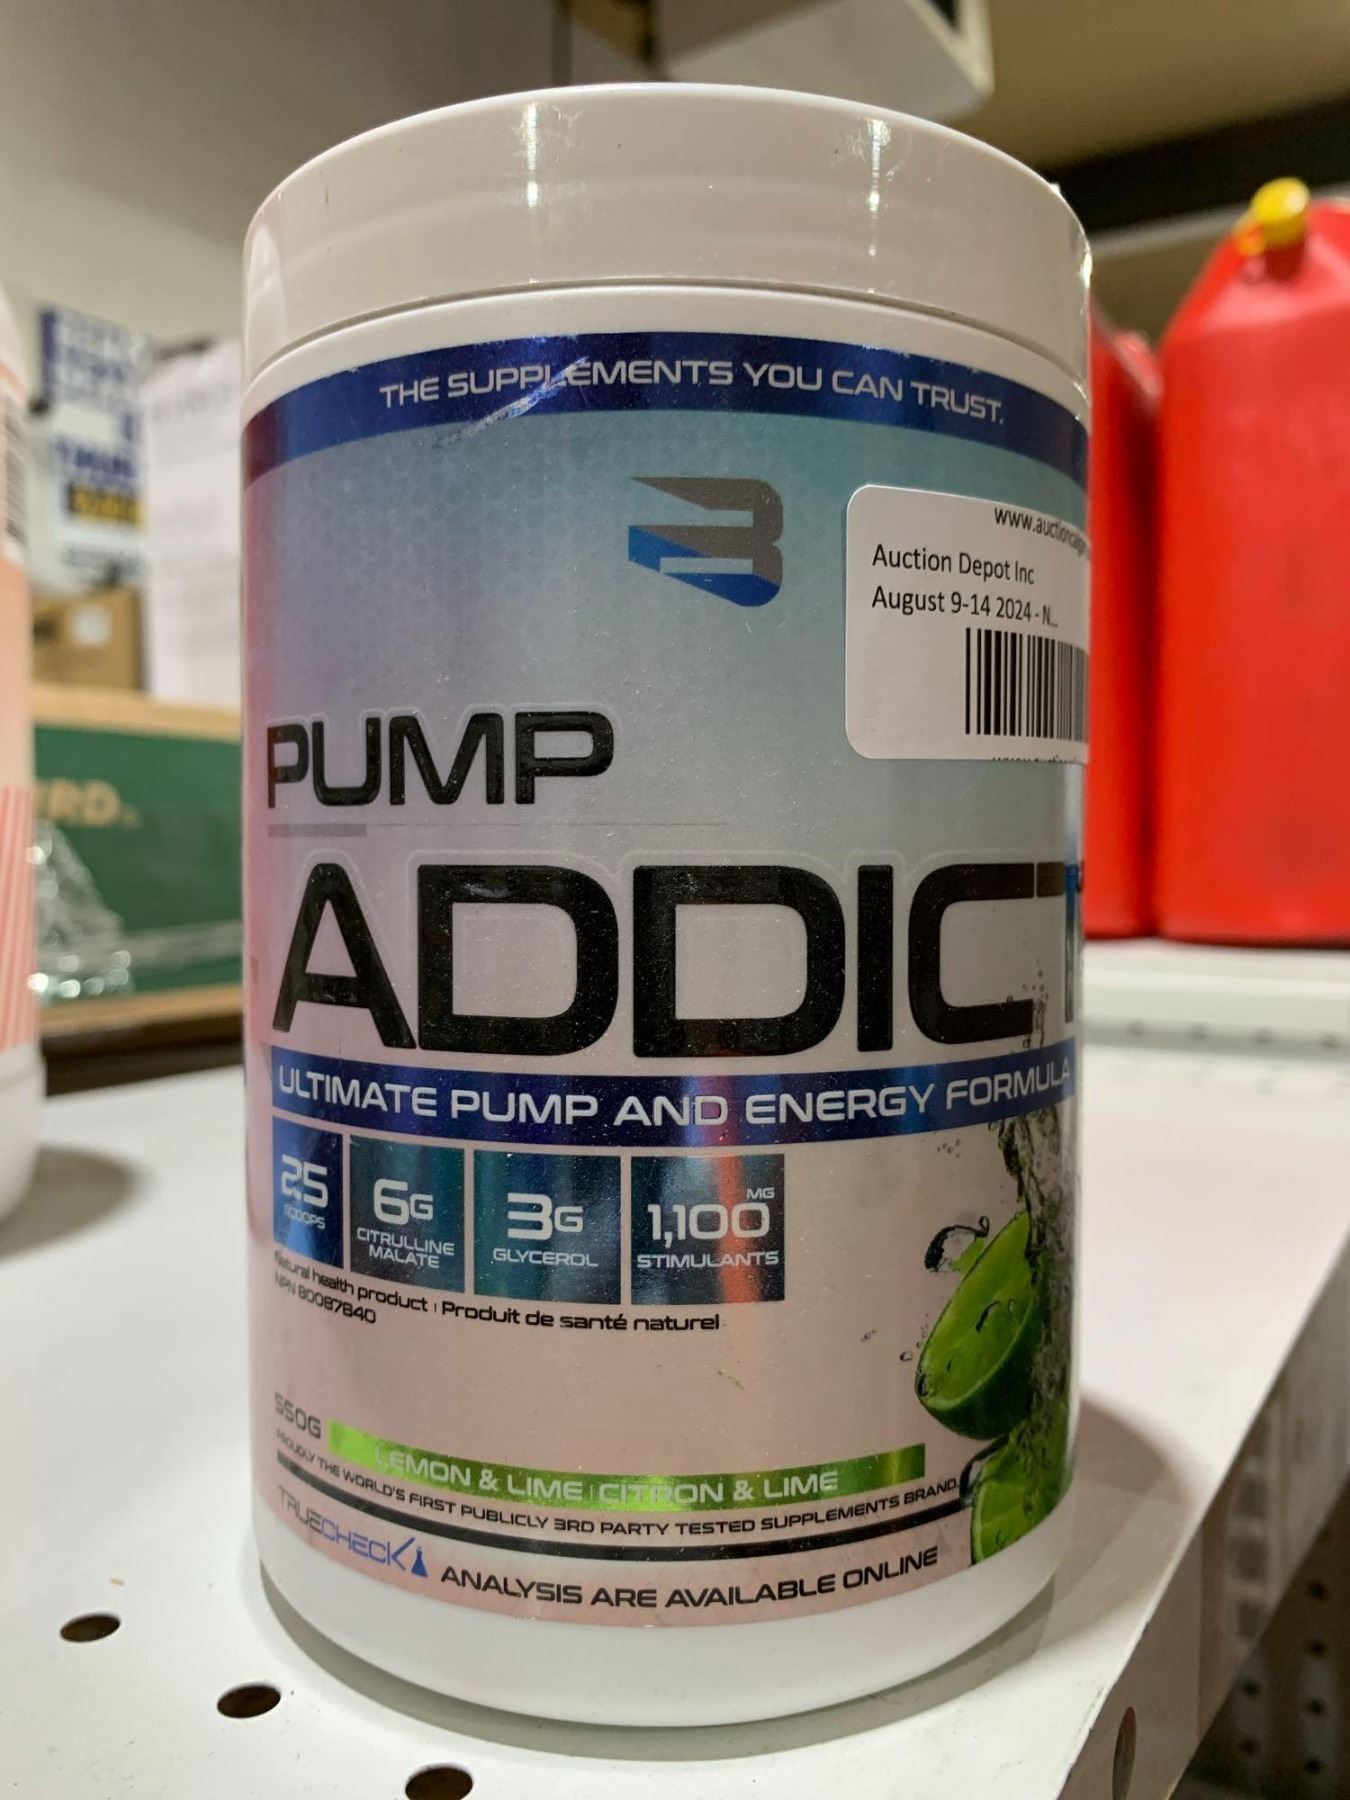 THE SUPPLEMENTS YOU CAN TRUST.
Auction Depot Inc
August 9-14 2024 - N...
PUMP
ADDICT
ULTIMATE PUMP AND ENERGY FORMULA
25
SCOOPS
6G
CITRULLINE
MALATE
3G
GLYCEROL
1,100 MG
STIMULANTS
Natural health product | Produit de santé naturel
NPN 80087840
550G
LEMON & LIME | CITRON & LIME
PROUDLY THE WORLD'S FIRST PUBLICLY 3RD PARTY TESTED SUPPLEMENTS BRAND.
TRUECHECK ANALYSIS ARE AVAILABLE ONLINE